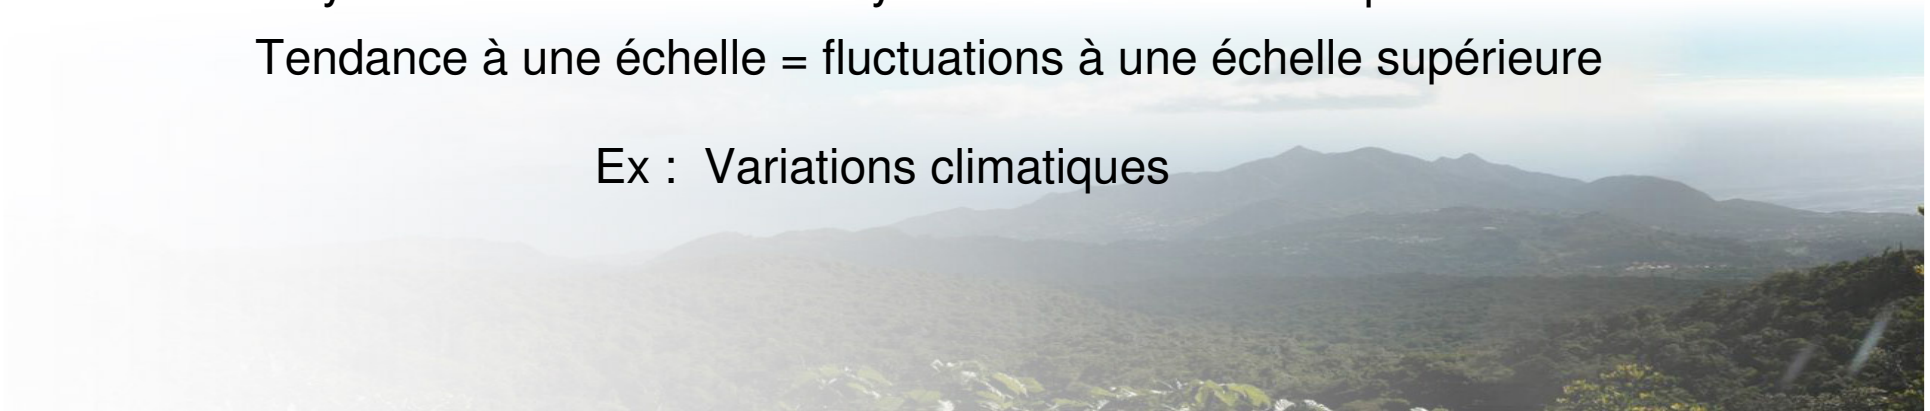 Tendance à une échelle = fluctuations à une échelle supérieure
Ex : Variations climatiques